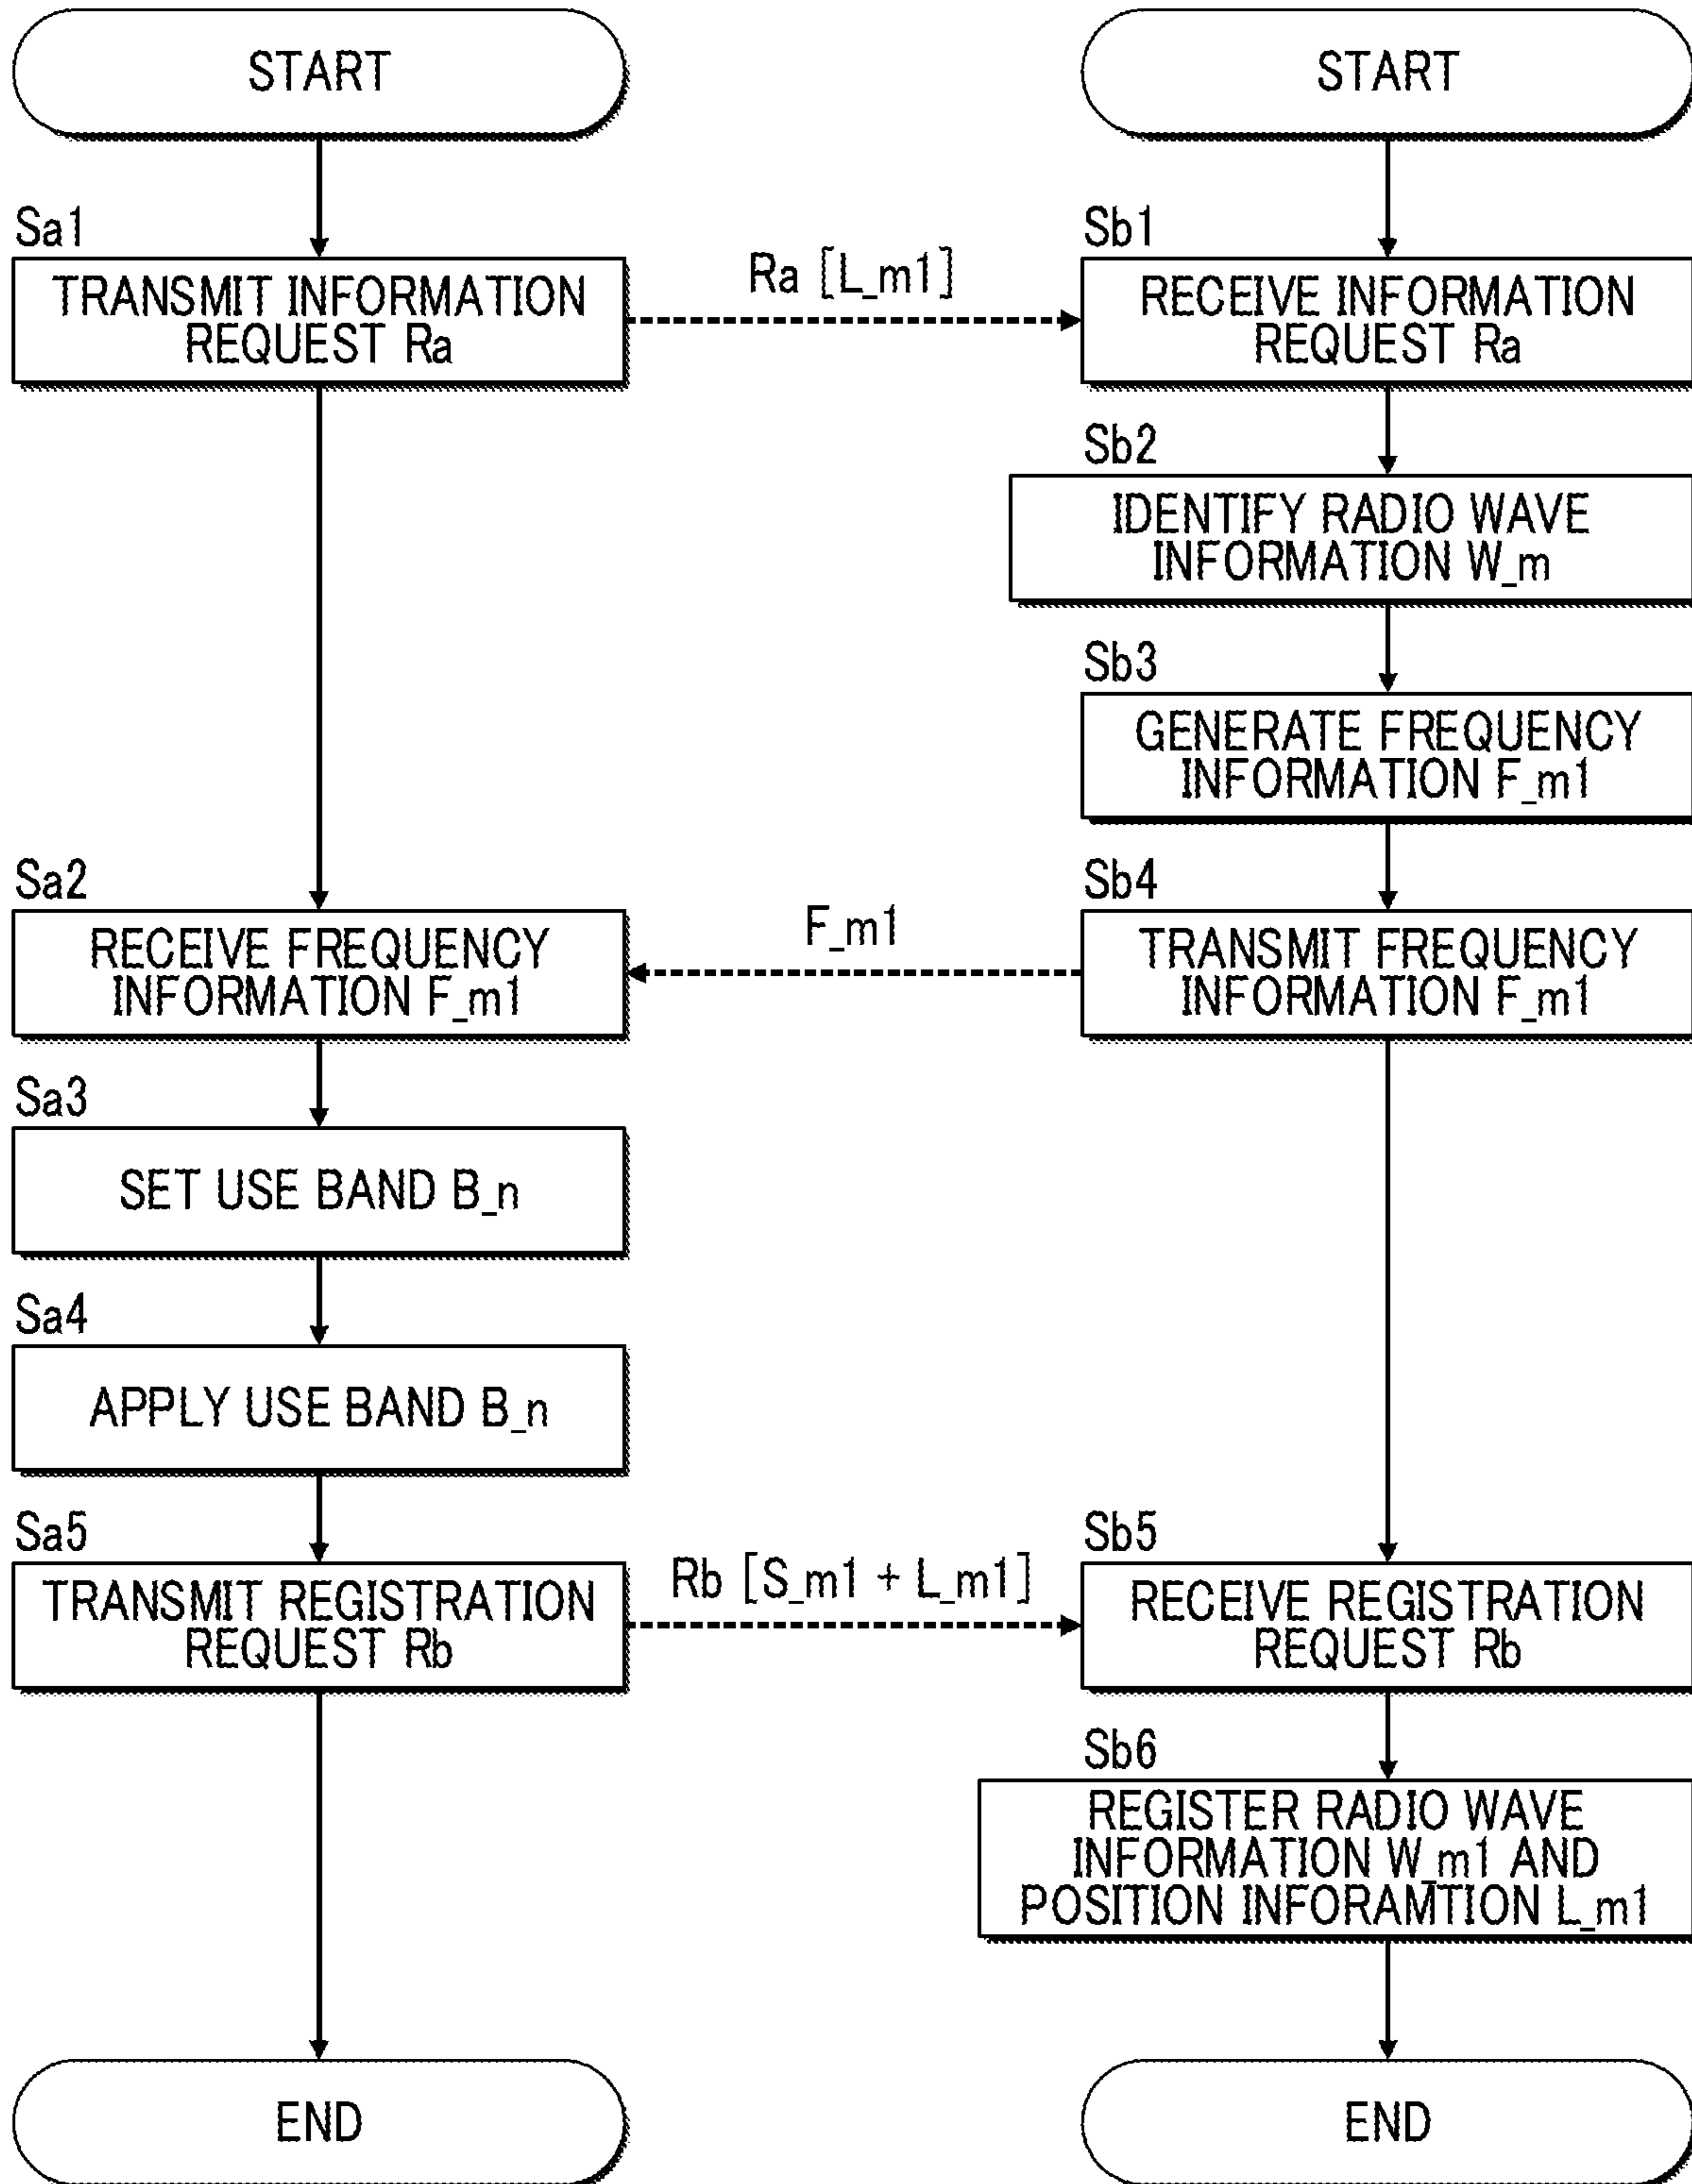 START
START
Sa1
TRANSMIT INFORMATION
REQUEST Ra
Ra [L_m1]
Sb1
RECEIVE INFORMATION
REQUEST Ra
Sb2
IDENTIFY RADIO WAVE
INFORMATION W_m
Sb3
GENERATE FREQUENCY
INFORMATION F_m1
Sa2
RECEIVE FREQUENCY
INFORMATION F_m1
F_m1
Sb4
TRANSMIT FREQUENCY
INFORMATION F_m1
Sa3
SET USE BAND B_n
Sa4
APPLY USE BAND B_n
Sa5
TRANSMIT REGISTRATION
REQUEST Rb
Rb [S_m1 + L_m1]
Sb5
RECEIVE REGISTRATION
REQUEST Rb
Sb6
REGISTER RADIO WAVE
INFORMATION W_m1 AND
POSITION INFORAMTION L_m1
END
END